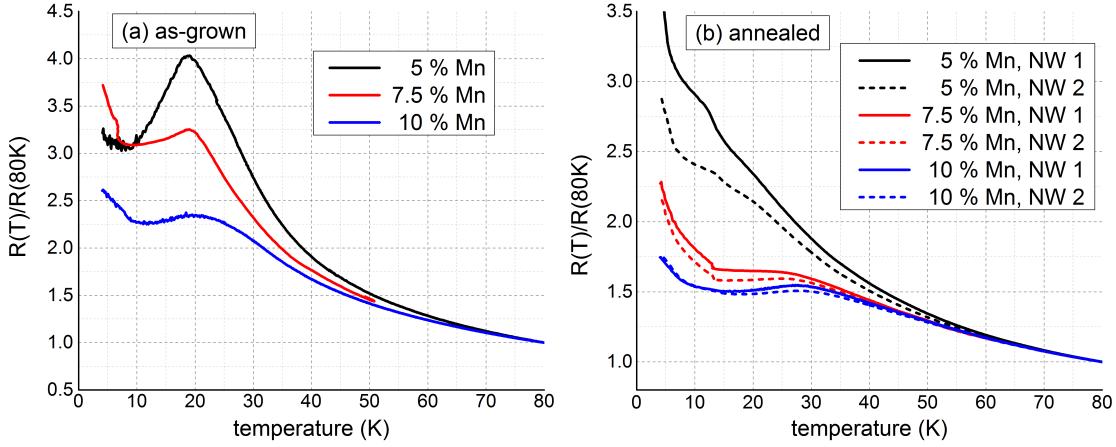 (a) as-grown
5 % Mn
7.5 % Mn
10 % Mn
R(T)/R(80K)
4.5
4.0
3.5
3.0
2.5
2.0
1.5
1.0
0.5
0 10 20 30 40 50 60 70 80
temperature (K)
(b) annealed
5 % Mn, NW 1
5 % Mn, NW 2
7.5 % Mn, NW 1
7.5 % Mn, NW 2
10 % Mn, NW 1
10 % Mn, NW 2
R(T)/R(80K)
3.5
3.0
2.5
2.0
1.5
1.0
0 10 20 30 40 50 60 70 80
temperature (K)